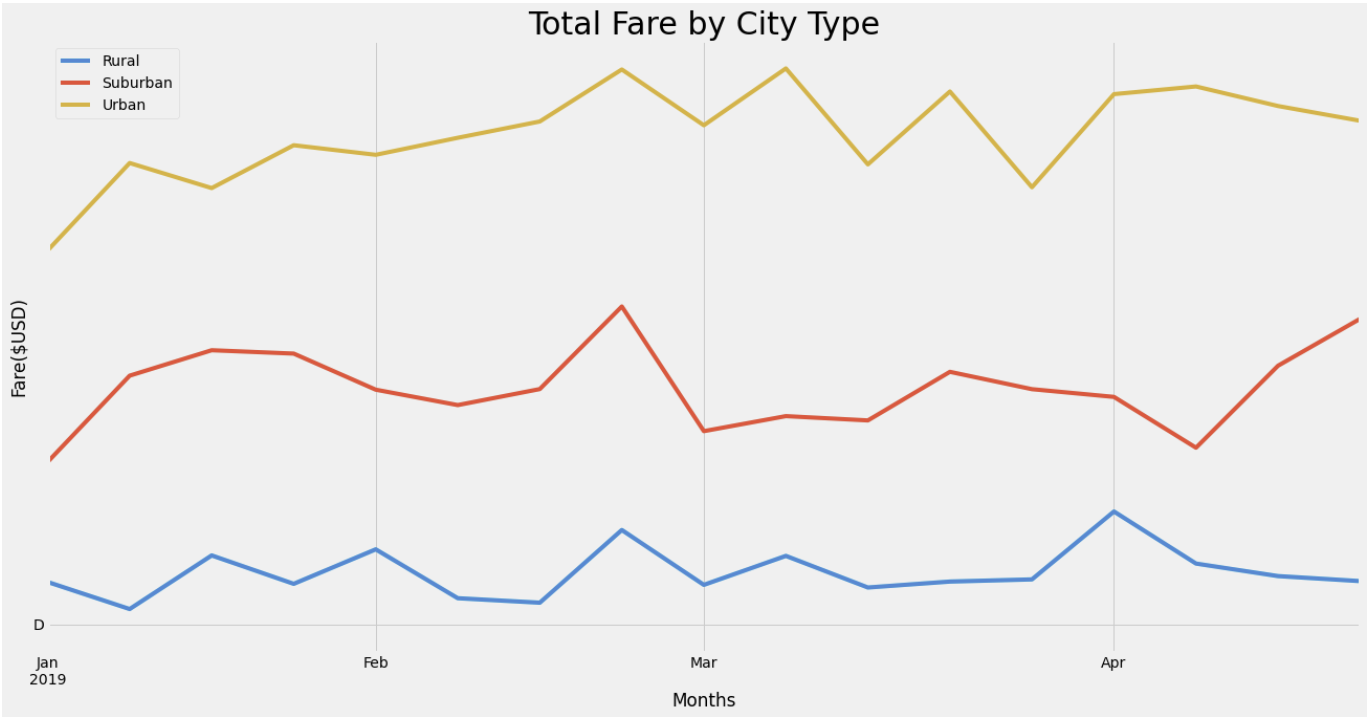 Total Fare by City Type
Rural
Suburban
Urban
Fare($USD)
D
Jan
2019
Feb
Mar
Apr
Months